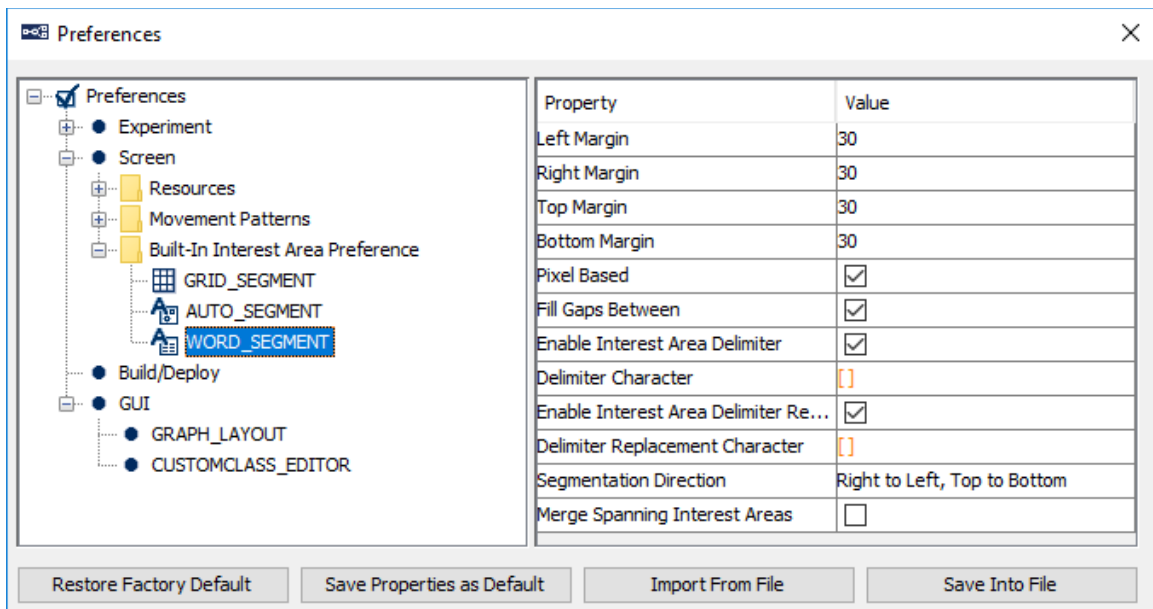 Preferences
Preferences
Experiment
Screen
Resources
Movement Patterns
Built-In Interest Area Preference
GRID_SEGMENT
AUTO_SEGMENT
WORD_SEGMENT
Build/Deploy
GUI
GRAPH_LAYOUT
CUSTOMCLASS_EDITOR
Property Value
Left Margin 30
Right Margin 30
Top Margin 30
Bottom Margin 30
Pixel Based
Fill Gaps Between
Enable Interest Area Delimiter
Delimiter Character []
Enable Interest Area Delimiter Re...
Delimiter Replacement Character []
Segmentation Direction Right to Left, Top to Bottom
Merge Spanning Interest Areas
Restore Factory Default Save Properties as Default Import From File Save Into File